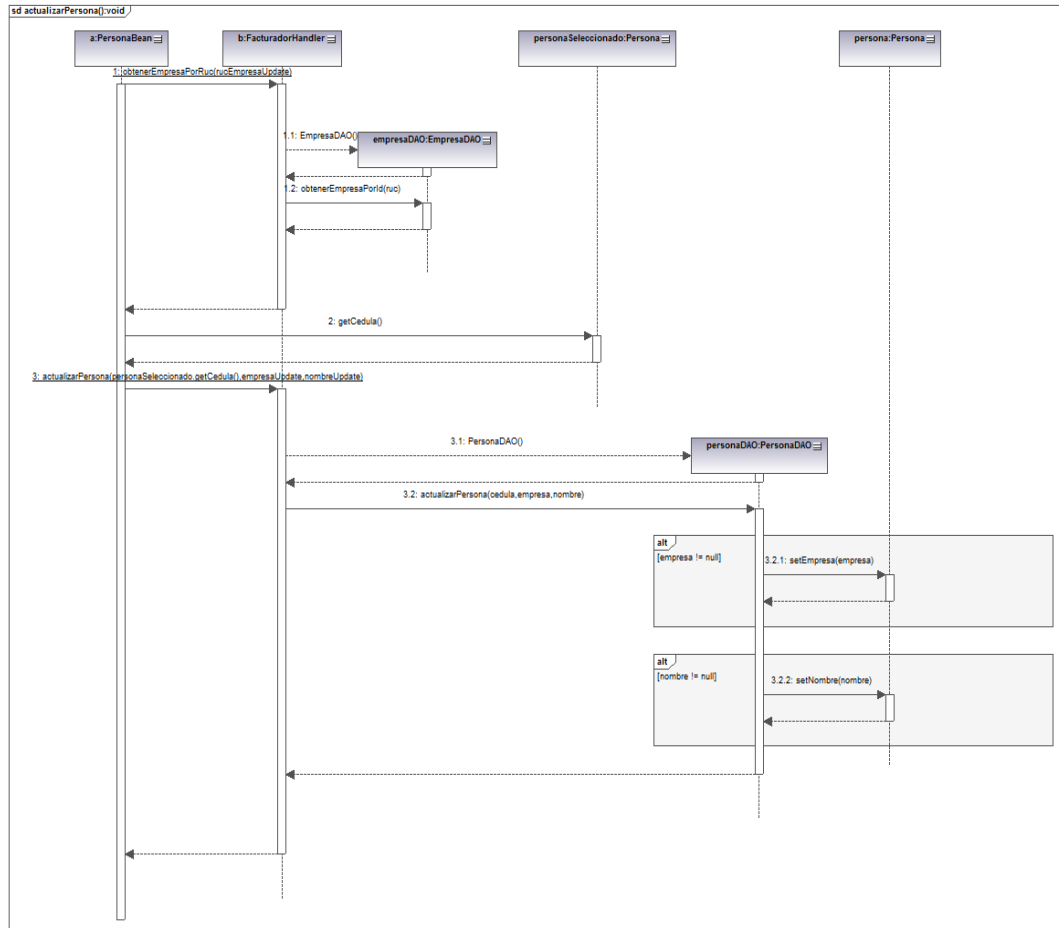 sd actualizarPersona():void
a:PersonaBean
b:FacturadorHandler
personaSeleccionado:Persona
persona:Persona
1: obtenerEmpresaPorRuc(rucEmpresaUpdate)
1.1: EmpresaDAO()
empresaDAO:EmpresaDAO
1.2: obtenerEmpresaPorId(ruc)
2: getCedula()
3: actualizarPersona(personaSeleccionado.getCedula(),empresaUpdate,nombreUpdate)
3.1: PersonaDAO()
personaDAO:PersonaDAO
3.2: actualizarPersona(cedula,empresa,nombre)
alt
[empresa != null]
3.2.1: setEmpresa(empresa)
alt
[nombre != null]
3.2.2: setNombre(nombre)